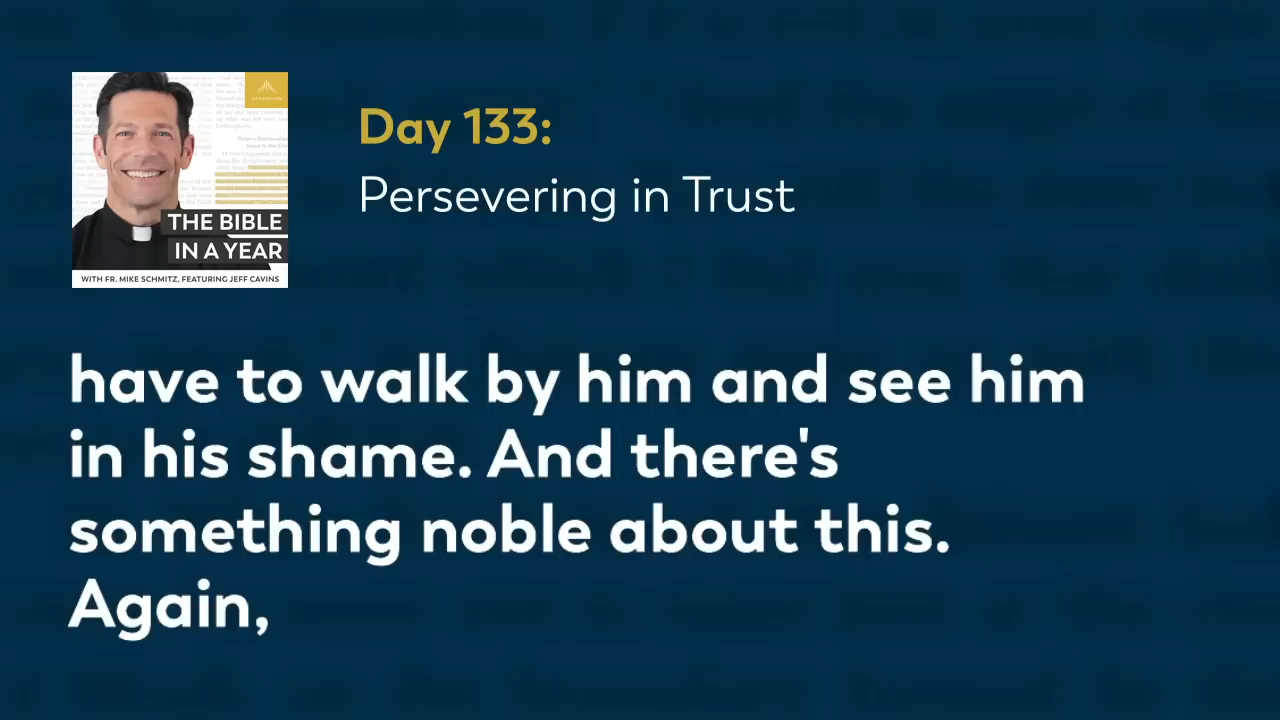 THE BIBLE
IN A YEAR
WITH FR. MIKE SCHMITZ, FEATURING JEFF CAVINS
Day 133:
Persevering in Trust
have to walk by him and see him
in his shame. And there's
something noble about this.
Again,